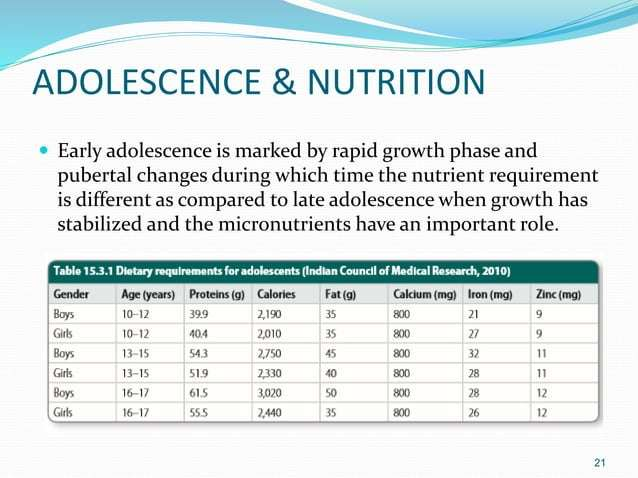 ADOLESCENCE & NUTRITION
• Early adolescence is marked by rapid growth phase and
pubertal changes during which time the nutrient requirement
is different as compared to late adolescence when growth has
stabilized and the micronutrients have an important role.
Table 15.3.1 Dietary requirements for adolescents (Indian Council of Medical Research, 2010)
Gender Age (years) Proteins (g) Calories Fat (g) Calcium (mg) Iron (mg) Zinc (mg)
Boys 10–12 39.9 2,190 35 800 21 9
Girls 10–12 40.4 2,010 35 800 27 9
Boys 13–15 54.3 2,750 45 800 32 11
Girls 13–15 51.9 2,330 40 800 28 11
Boys 16–17 61.5 3,020 50 800 28 12
Girls 16–17 55.5 2,440 35 800 26 12
21